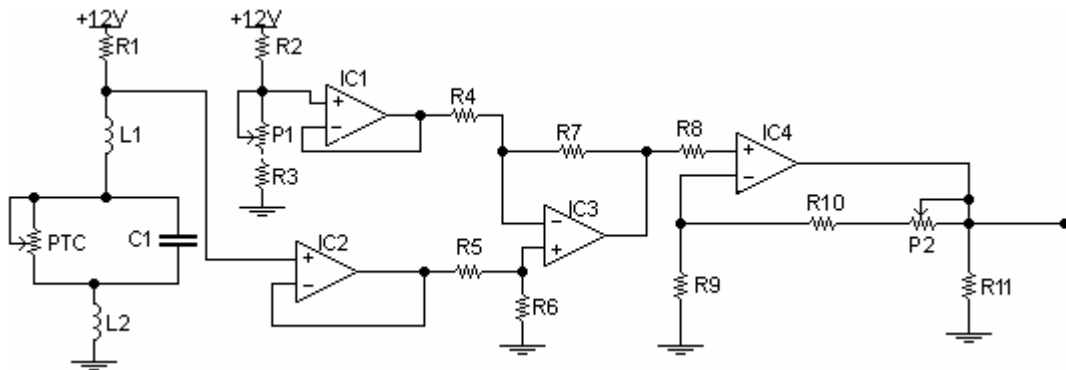 +12V
+12V
R1
R2
IC1
R4
L1
P1
R7
R8
IC4
R3
PTC
C1
IC2
R5
IC3
R10
P2
R6
R9
R11
L2